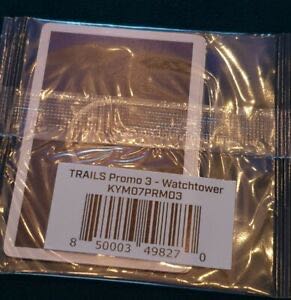 TRAILS Promo 3 - Watchtower
KYM07PRM03
8 50003 49827 0